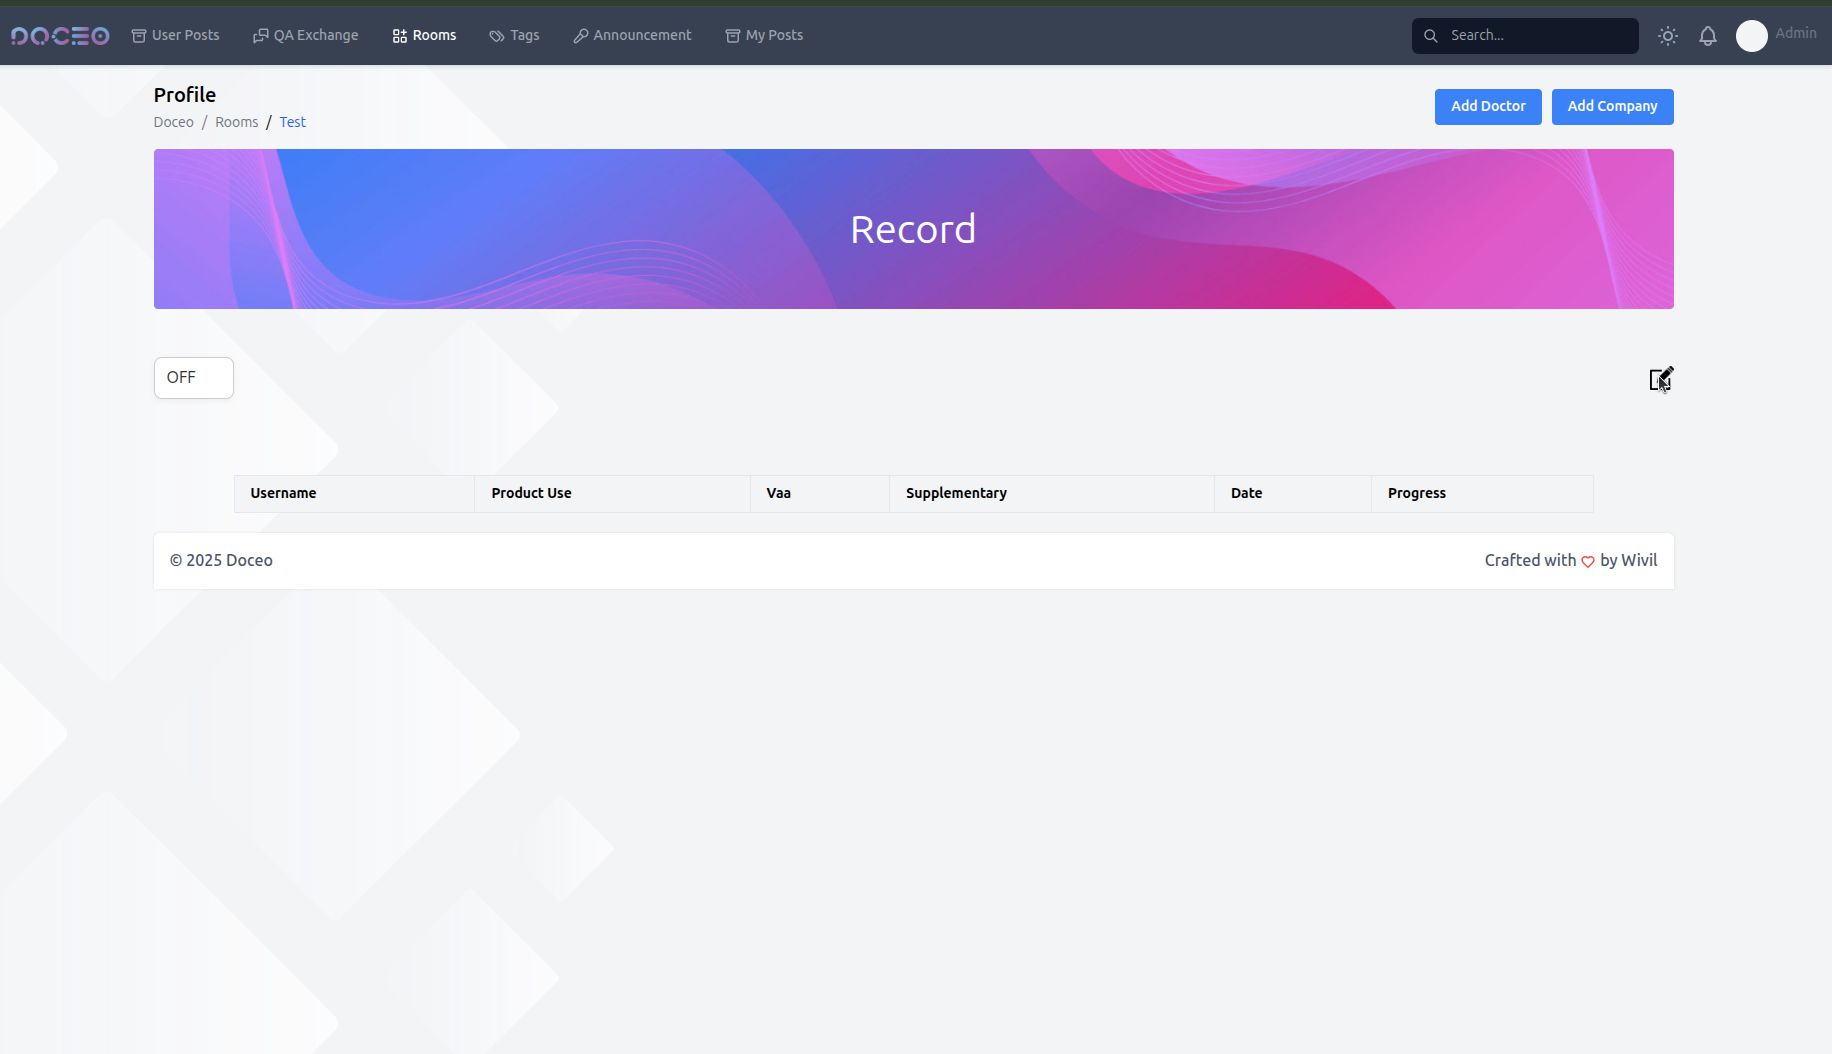 DOCEO User Posts QA Exchange Rooms Tags Announcement My Posts Search... Admin
Profile
Doceo / Rooms / Test
Add Doctor Add Company
Record
OFF
Username Product Use Vaa Supplementary Date Progress
© 2025 Doceo
Crafted with by Wivil